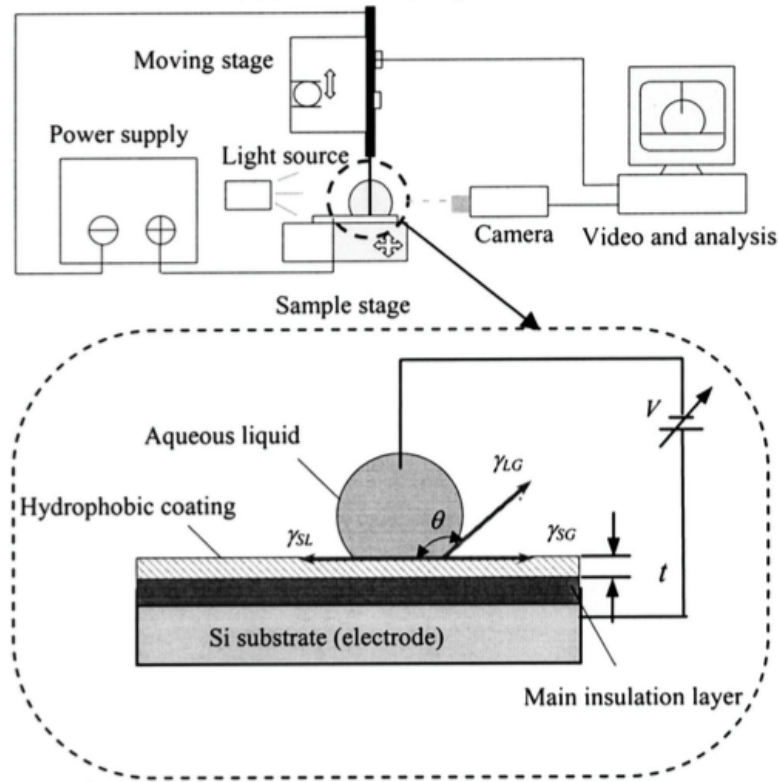 Moving stage
Power supply
Light source
Camera
Video and analysis
Sample stage
V
Aqueous liquid
γLG
Hydrophobic coating
θ
γSL
γSG
t
Si substrate (electrode)
Main insulation layer